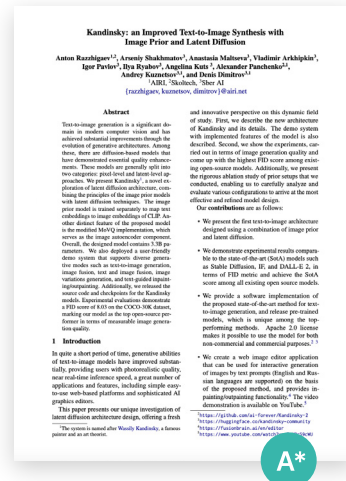 Kandinsky: an Improved Text-to-Image Synthesis with
Image Prior and Latent Diffusion
Anton Razzhigaev1,2, Arseniy Shakhmatov3, Anastasia Maltseva3, Vladimir Arkhipkin3,
Igor Pavlov3, Ilya Ryabov3, Angelina Kuts3, Alexander Panchenko2,1,
Andrey Kuznetsov3,1, and Denis Dimitrov3,1
1AIRI, 2Skoltech, 3Sber AI
{razzhigaev, kuznetsov, dimitrov}@airi.net
Abstract
Text-to-image generation is a significant do-
main in modern computer vision and has
achieved substantial improvements through the
evolution of generative architectures. Among
these, there are diffusion-based models that
have demonstrated essential quality enhance-
ments. These models are generally split into
two categories: pixel-level and latent-level ap-
proaches. We present Kandinsky1, a novel ex-
ploration of latent diffusion architecture, com-
bining the principles of the image prior models
with latent diffusion techniques. The image
prior model is trained separately to map text
embeddings to image embeddings of CLIP. An-
other distinct feature of the proposed model
is the modified MoVQ implementation, which
serves as the image autoencoder component.
Overall, the designed model contains 3.3B pa-
rameters. We also deployed a user-friendly
demo system that supports diverse genera-
tive modes such as text-to-image generation,
image fusion, text and image fusion, image
variations generation, and text-guided inpaint-
ing/outpainting. Additionally, we released the
source code and checkpoints for the Kandinsky
models. Experimental evaluations demonstrate
a FID score of 8.03 on the COCO-30K dataset,
marking our model as the top open-source per-
former in terms of measurable image genera-
tion quality.
1 Introduction
In quite a short period of time, generative abilities
of text-to-image models have improved substan-
tially, providing users with photorealistic quality,
near real-time inference speed, a great number of
applications and features, including simple easy-
to-use web-based platforms and sophisticated AI
graphics editors.
This paper presents our unique investigation of
latent diffusion architecture design, offering a fresh
1The system is named after Wassily Kandinsky, a famous
painter and an art theorist.
and innovative perspective on this dynamic field
of study. First, we describe the new architecture
of Kandinsky and its details. The demo system
with implemented features of the model is also
described. Second, we show the experiments, car-
ried out in terms of image generation quality and
come up with the highest FID score among exist-
ing open-source models. Additionally, we present
the rigorous ablation study of prior setups that we
conducted, enabling us to carefully analyze and
evaluate various configurations to arrive at the most
effective and refined model design.
Our contributions are as follows:
• We present the first text-to-image architecture
designed using a combination of image prior
and latent diffusion.
• We demonstrate experimental results compara-
ble to the state-of-the-art (SotA) models such
as Stable Diffusion, IF, and DALL-E 2, in
terms of FID metric and achieve the SotA
score among all existing open source models.
• We provide a software implementation of
the proposed state-of-the-art method for text-
to-image generation, and release pre-trained
models, which is unique among the top-
performing methods. Apache 2.0 license
makes it possible to use the model for both
non-commercial and commercial purposes.2 3
• We create a web image editor application
that can be used for interactive generation
of images by text prompts (English and Rus-
sian languages are supported) on the basis
of the proposed method, and provides in-
painting/outpainting functionality.4 The video
demonstration is available on YouTube.5
2https://github.com/ai-forever/Kandinsky-2
3https://huggingface.co/kandinsky-community
4https://fusionbrain.ai/en/editor
5https://www.youtube.com/watch?
A*